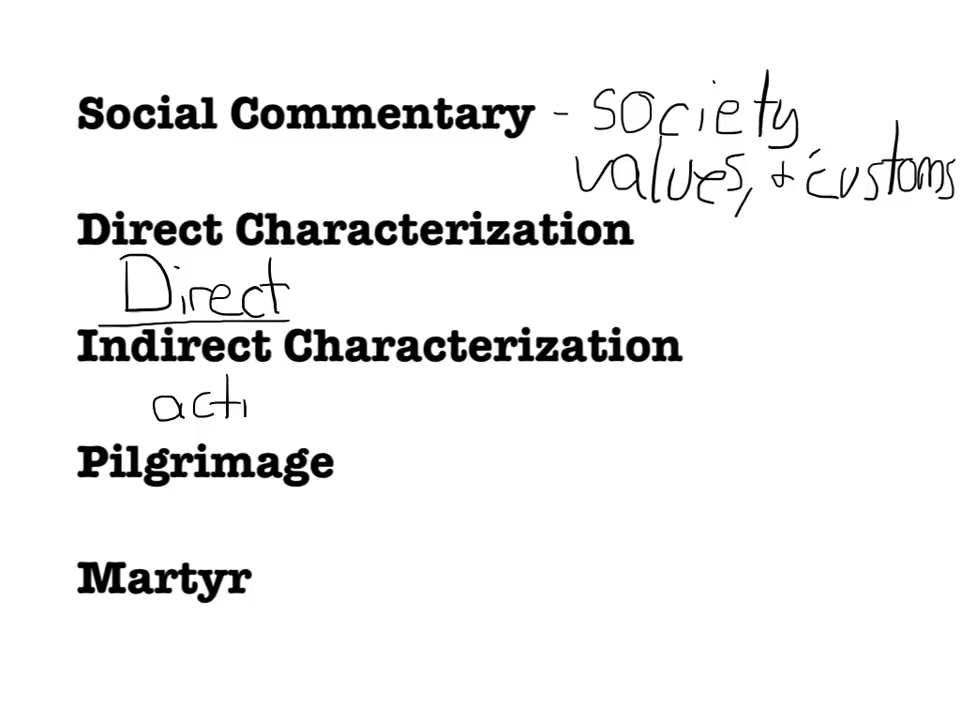 Social Commentary - society
values, + customs
Direct Characterization
Direct
Indirect Characterization
acti
Pilgrimage
Martyr